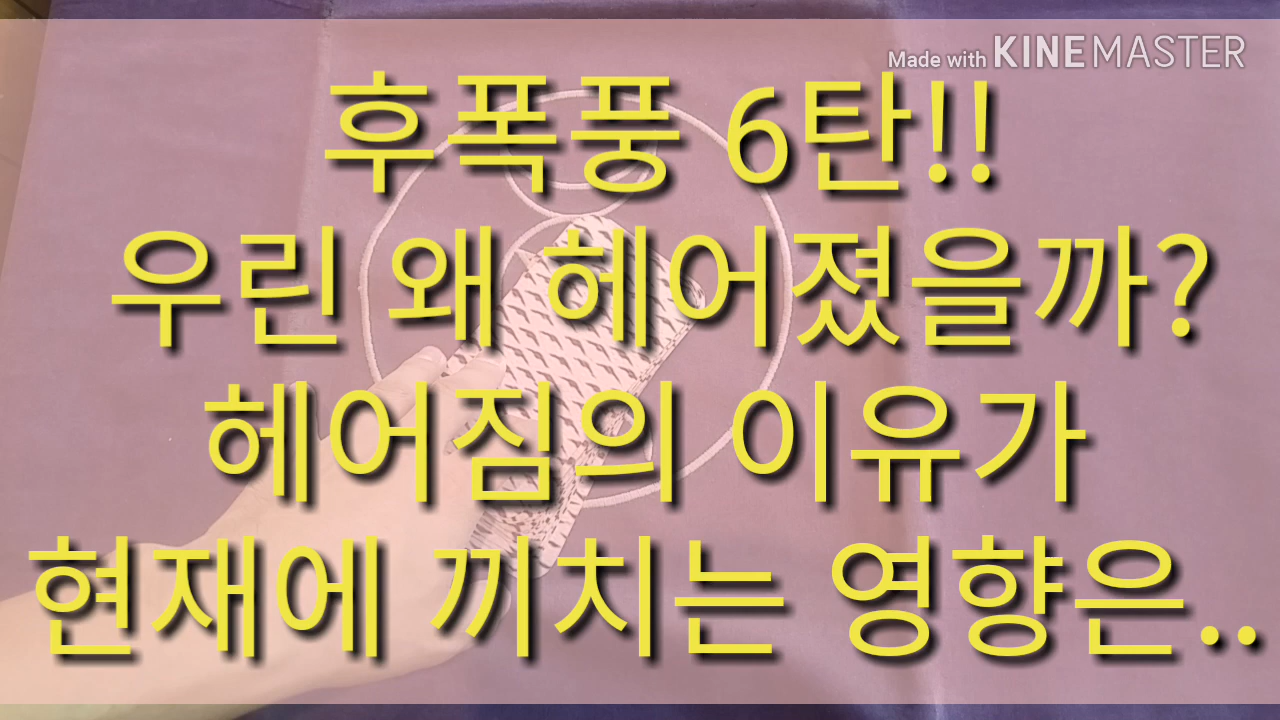 Made with KINEMASTER
후폭풍 6탄!!
우린 왜 헤어졌을까?
헤어짐의 이유가
현재에 끼치는 영향은..